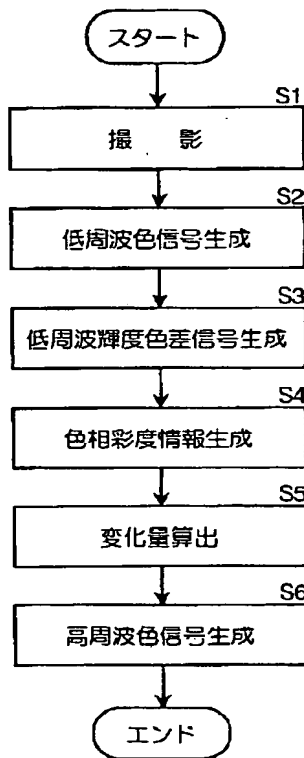 スタート
S1
撮 影
S2
低周波色信号生成
S3
低周波輝度色差信号生成
S4
色相彩度情報生成
S5
変化量算出
S6
高周波色信号生成
エンド